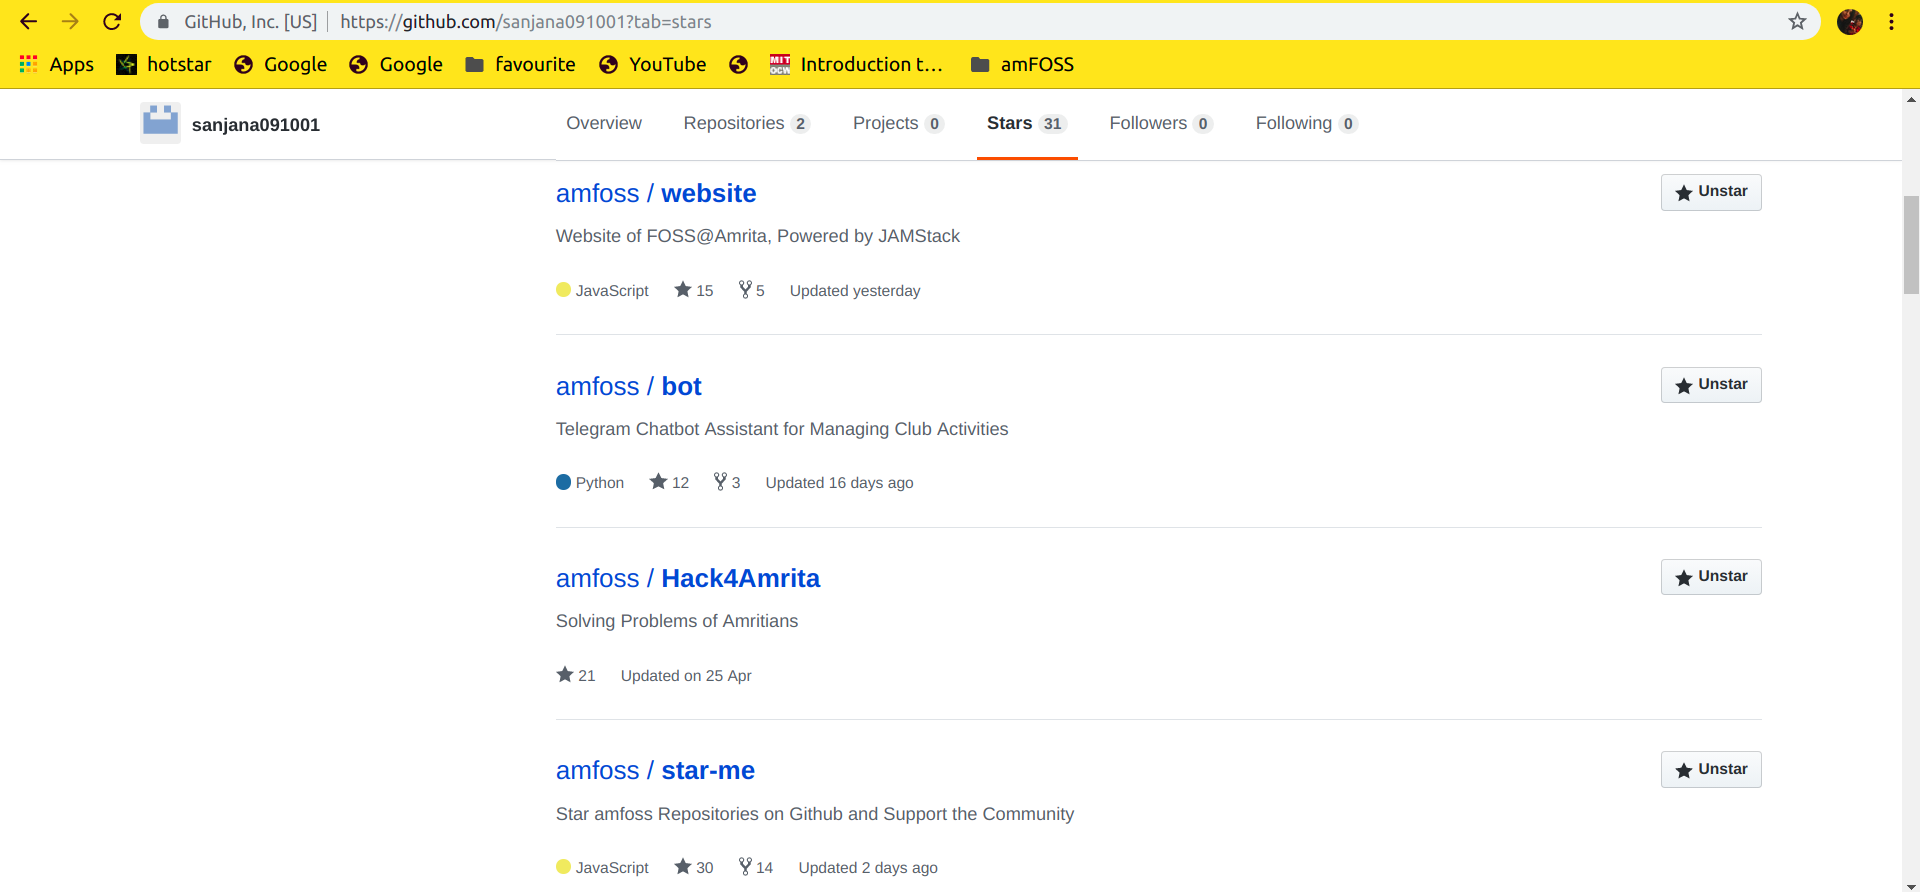 GitHub, Inc. [US] | https://github.com/sanjana091001?tab=stars
Apps hotstar Google Google favourite YouTube Introduction t... amFOSS
sanjana091001 Overview Repositories 2 Projects 0 Stars 31 Followers 0 Following 0
amfoss / website Unstar
Website of FOSS@Amrita, Powered by JAMStack
JavaScript 15 5 Updated yesterday
amfoss / bot Unstar
Telegram Chatbot Assistant for Managing Club Activities
Python 12 3 Updated 16 days ago
amfoss / Hack4Amrita Unstar
Solving Problems of Amritians
21 Updated on 25 Apr
amfoss / star-me Unstar
Star amfoss Repositories on Github and Support the Community
JavaScript 30 14 Updated 2 days ago